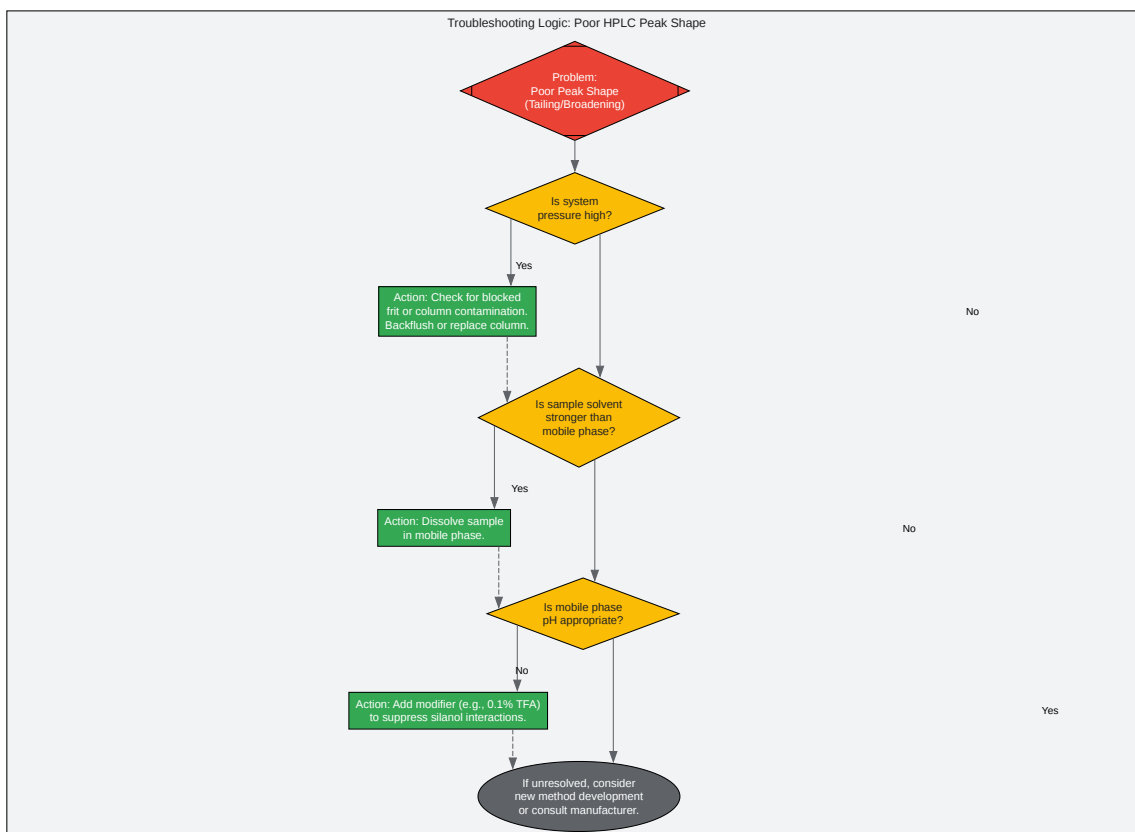 Troubleshooting Logic: Poor HPLC Peak Shape
Problem:
Poor Peak Shape
(Tailing/Broadening)
Is system
pressure high?
Yes
No
Action: Check for blocked
frit or column contamination.
Backflush or replace column.
Is sample solvent
stronger than
mobile phase?
Yes
No
Action: Dissolve sample
in mobile phase.
Is mobile phase
pH appropriate?
No
Yes
Action: Add modifier (e.g., 0.1% TFA)
to suppress silanol interactions.
If unresolved, consider
new method development
or consult manufacturer.